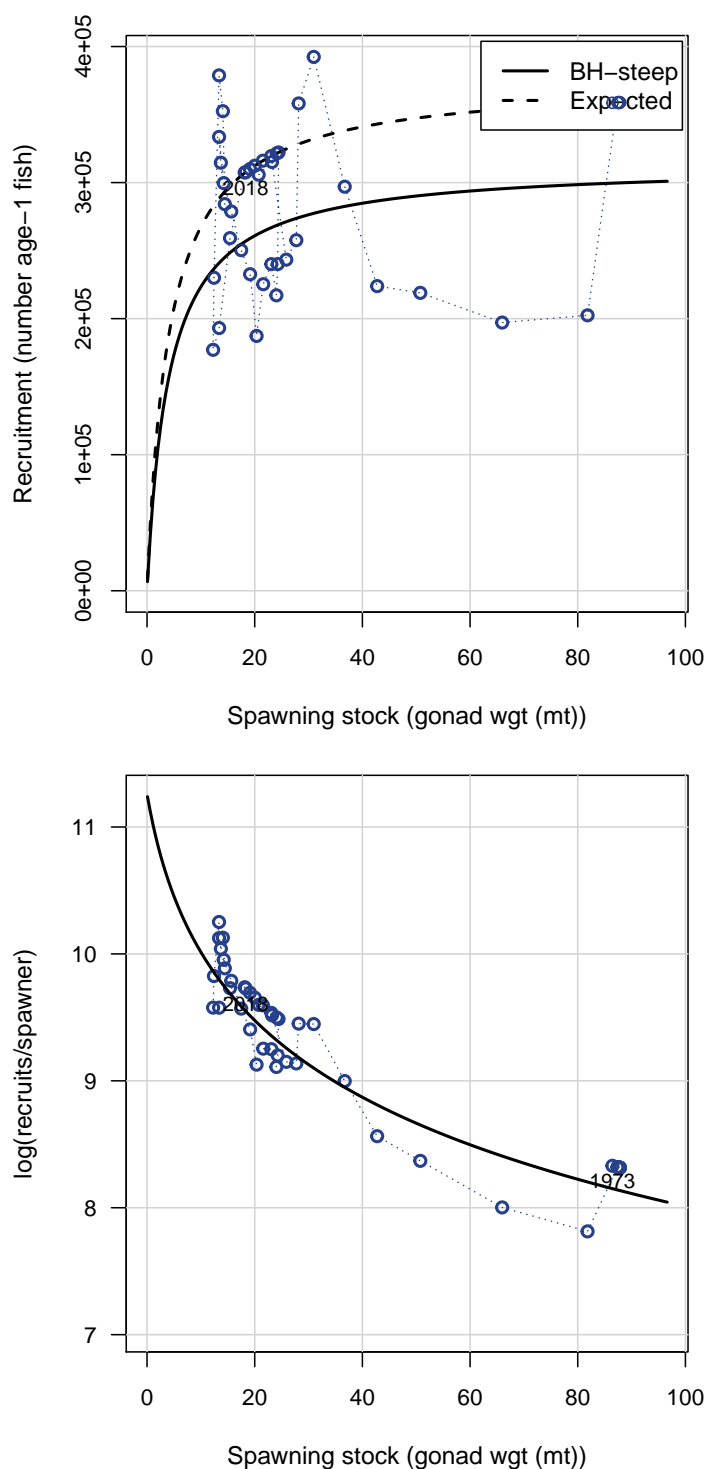 4e+05
3e+05
2e+05
1e+05
0e+00
Recruitment (number age−1 fish)
BH−steep
Expected
2018
0 20 40 60 80 100
Spawning stock (gonad wgt (mt))
11
10
9
8
7
log(recruits/spawner)
2018
1973
0 20 40 60 80 100
Spawning stock (gonad wgt (mt))